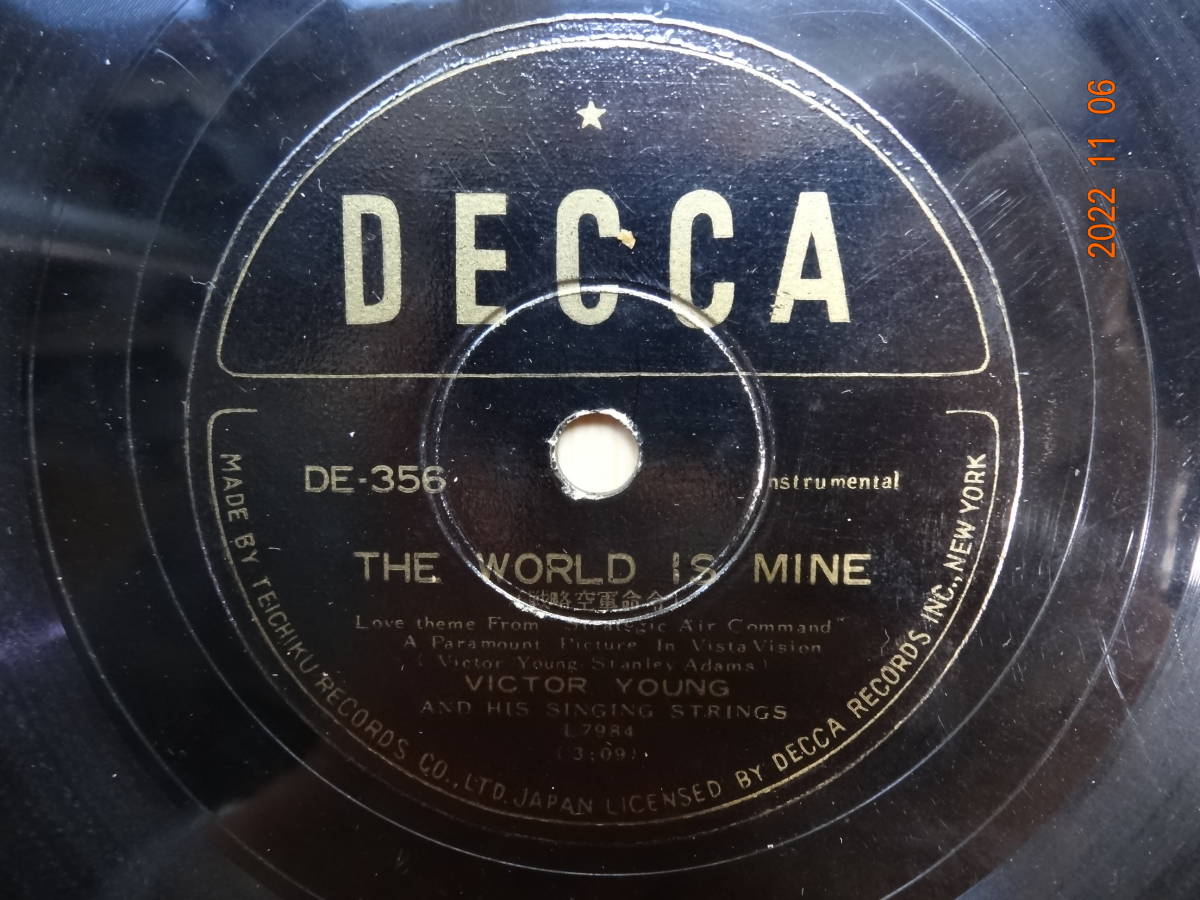 DECCA
DE-356
Instrumental
THE WORLD IS MINE
(戦略空軍命令)
Love theme From "Strategic Air Command"
A Paramount Picture In VistaVision
(Victor Young-Stanley Adams)
VICTOR YOUNG
AND HIS SINGING STRINGS
L 7984
(3:09)
MADE BY TEICHIKU RECORDS CO., LTD. JAPAN LICENSED BY DECCA RECORDS INC., NEW YORK
2022 11 06